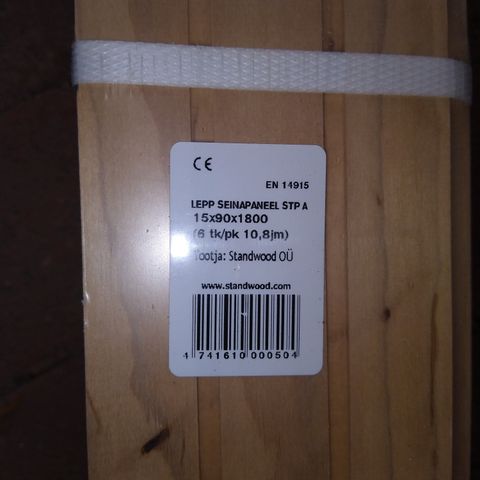 CE
EN 14915
LEPP SEINAPANEEL STP A
15x90x1800
(6 tk/pk 10,8jm)
Tootja: Standwood OÜ
www.standwood.com
4 741610 000504